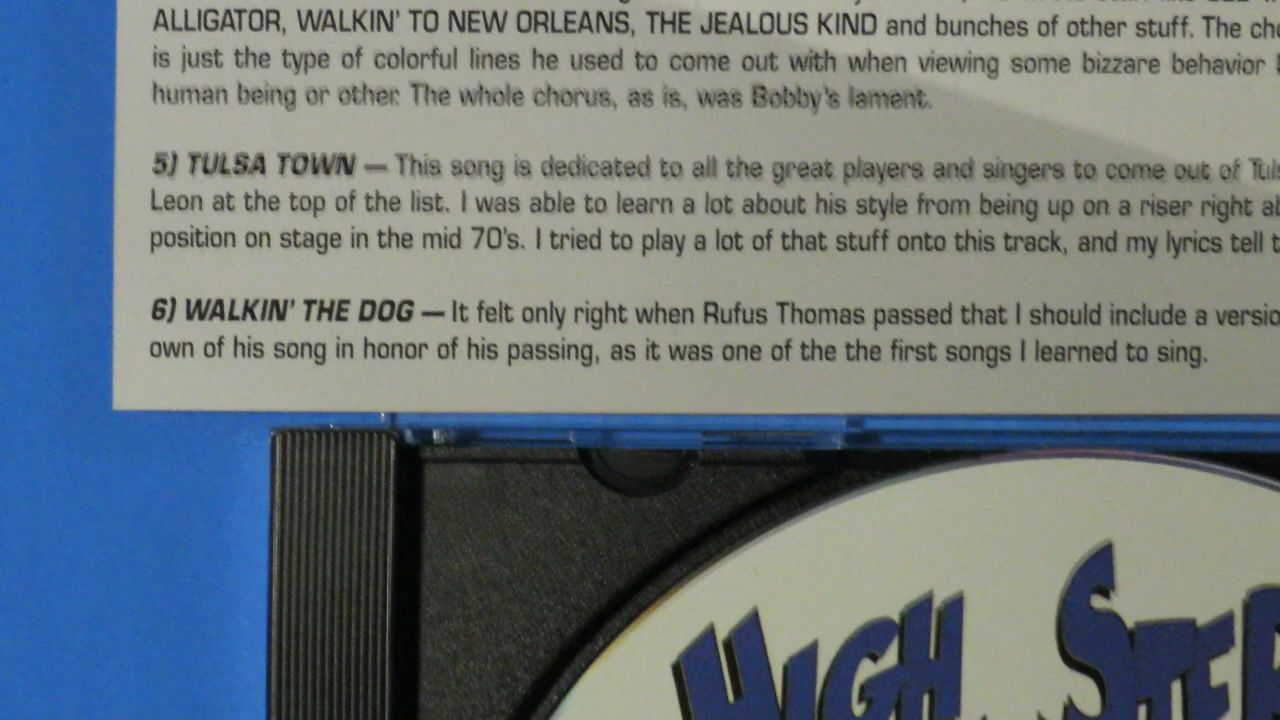 ALLIGATOR, WALKIN' TO NEW ORLEANS, THE JEALOUS KIND and bunches of other stuff. The
is just the type of colorful lines he used to come out with when viewing some bizzare behavior
human being or other. The whole chorus, as is, was Bobby's lament.
5) TULSA TOWN — This song is dedicated to all the great players and singers to come out of
Leon at the top of the list. I was able to learn a lot about his style from being up on a riser right
position on stage in the mid 70's. I tried to play a lot of that stuff onto this track, and my lyrics tell
6) WALKIN' THE DOG — It felt only right when Rufus Thomas passed that I should include a
own of his song in honor of his passing, as it was one of the the first songs I learned to sing.
HIGH STEP